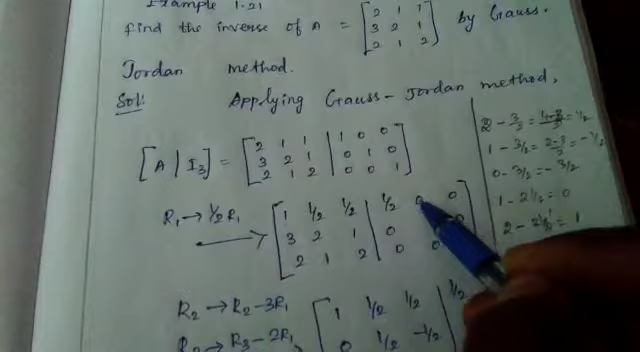 Example 1.21
Find the inverse of A = [2 1 1
3 2 1
2 1 2] by Gauss-
Jordan method.
Sol: Applying Gauss-Jordan method,
[A | I3] = [2 1 1 | 1 0 0
3 2 1 | 0 1 0
2 1 2 | 0 0 1]
R1 → 1/2 R1
[1 1/2 1/2 | 1/2 0 0
3 2 1 | 0
2 1 2 | 0 0
R2 → R2-3R1
R3-2R1
[1 1/2 1/2 | 1/2
0 1/2 -1/2
2 - 3/2 = 4-3/2 = 1/2
1 - 3/2 = 2-3/2 = -1/2
0 - 3/2 = - 3/2
= 0
= 1